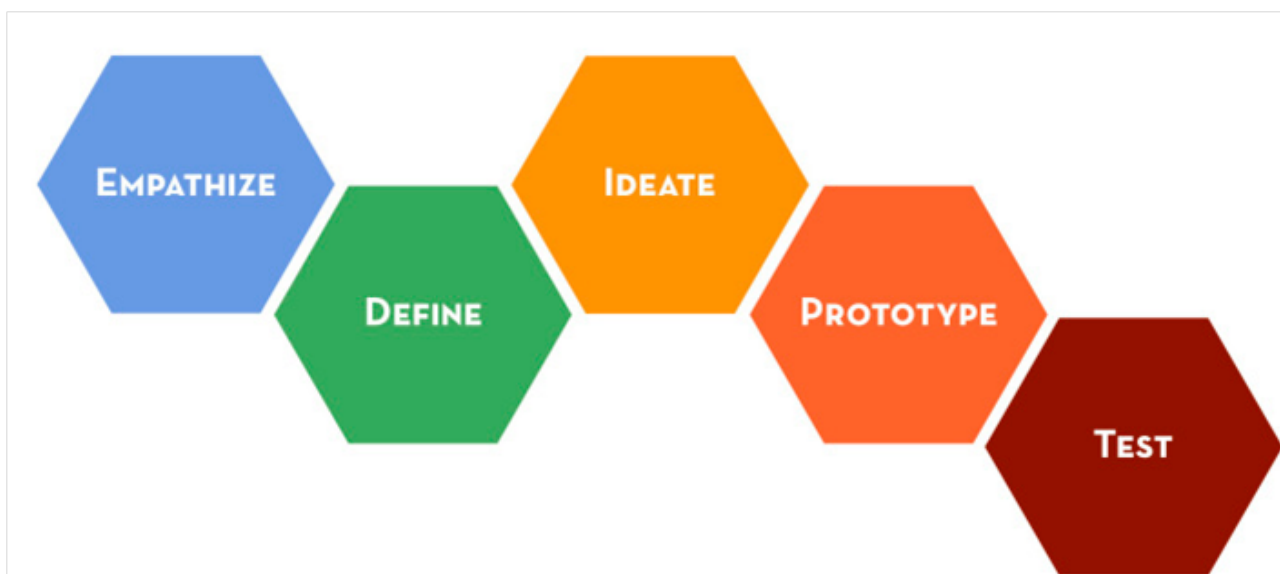 EMPATHIZE
DEFINE
IDEATE
PROTOTYPE
TEST